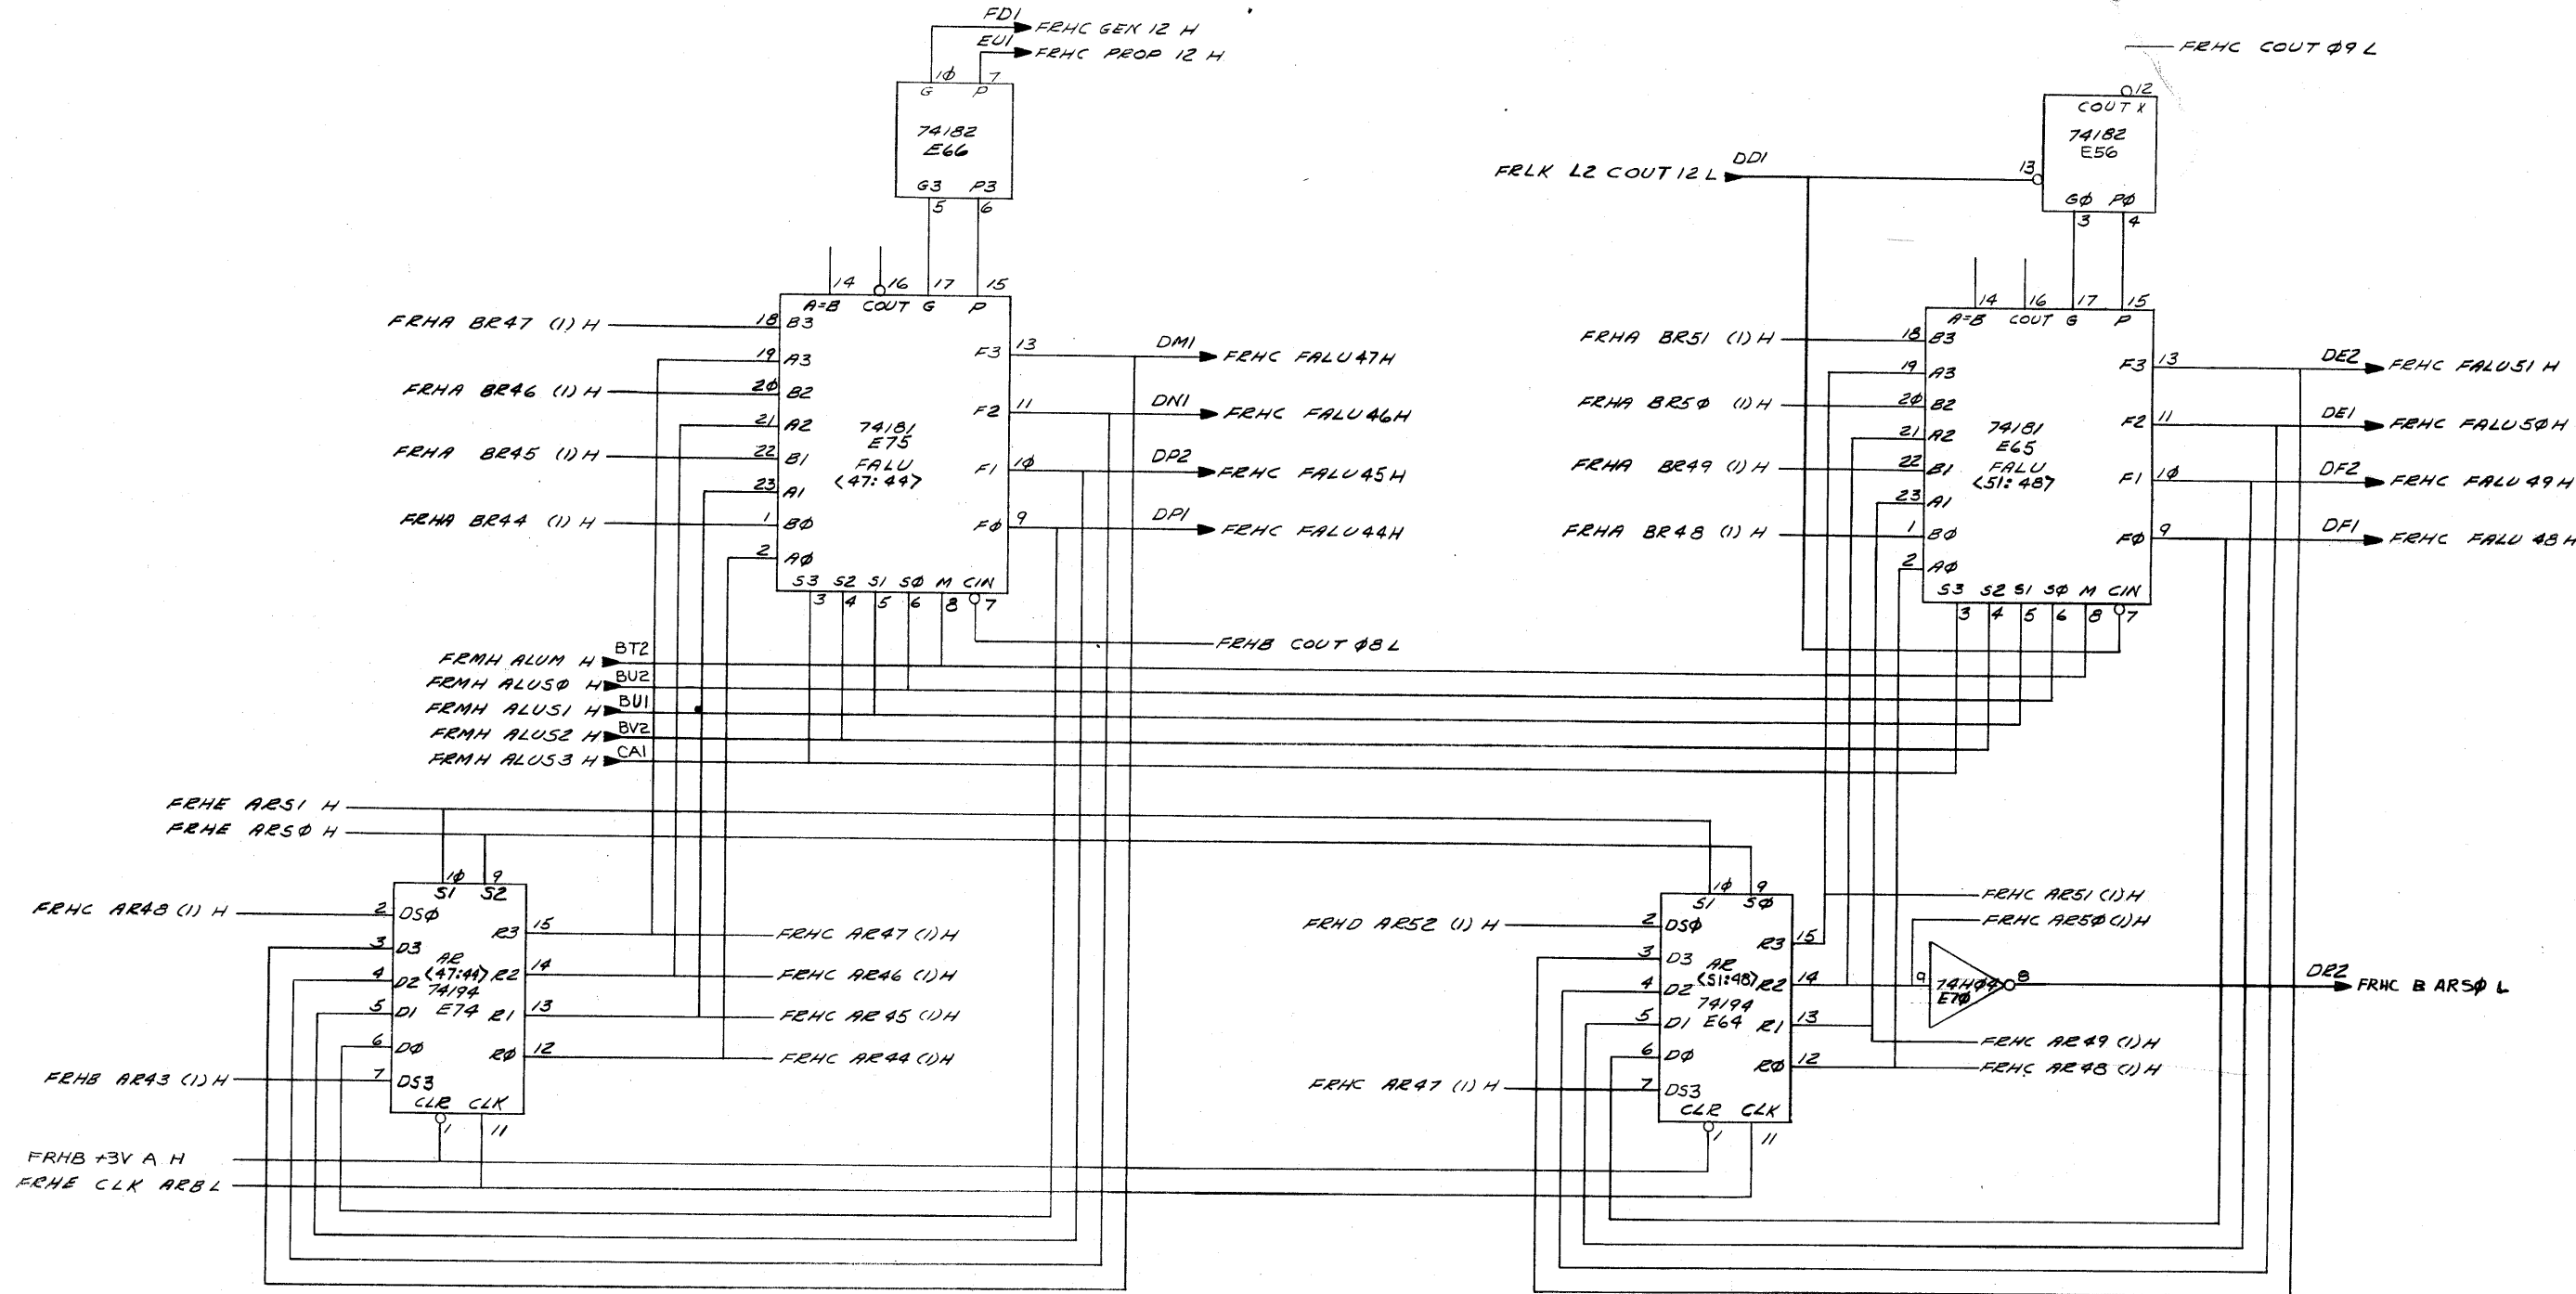 FD1
FRHC GEN 12 H
EU1
FRHC PROP 12 H
10 7
G P
74182
E66
G3 P3
5 6
FRHC COUT Ø9 L
12
COUT X
74182
E56
GØ PØ
3 4
13
FRLK L2 COUT 12 L
DD1
14 16 17 15
A=B COUT G P
FRHA BR47 (1) H
18 B3
19 A3
FRHA BR46 (1) H
2Ø B2
21 A2
FRHA BR45 (1) H
22 B1
23 A1
FRHA BR44 (1) H
1 BØ
2 AØ
74181
E75
FALU
<47:44>
F3 13
DM1
FRHC FALU 47 H
F2 11
DN1
FRHC FALU 46 H
F1 1Ø
DP2
FRHC FALU 45 H
FØ 9
DP1
FRHC FALU 44 H
S3 S2 S1 SØ M CIN
3 4 5 6 8 7
FRHB COUT Ø8 L
14 16 17 15
A=B COUT G P
FRHA BR51 (1) H
18 B3
19 A3
FRHA BR5Ø (1) H
2Ø B2
21 A2
FRHA BR49 (1) H
22 B1
23 A1
FRHA BR48 (1) H
1 BØ
2 AØ
74181
E65
FALU
<51:48>
F3 13
DE2
FRHC FALU 51 H
F2 11
DE1
FRHC FALU 5Ø H
F1 1Ø
DF2
FRHC FALU 49 H
FØ 9
DF1
FRHC FALU 48 H
S3 S2 S1 SØ M CIN
3 4 5 6 8 7
FRMH ALUM H BT2
FRMH ALUSØ H BU2
FRMH ALUS1 H BU1
FRMH ALUS2 H BV2
FRMH ALUS3 H CA1
FRHE ARS1 H
FRHE ARSØ H
1Ø 9
S1 S2
FRHC AR48 (1) H
2 DSØ
3 D3
4 D2
5 D1
6 DØ
FRHB AR43 (1) H
7 DS3
AR
<47:44>
74194
E74
R3 15
FRHC AR47 (1) H
R2 14
FRHC AR46 (1) H
R1 13
FRHC AR45 (1) H
RØ 12
FRHC AR44 (1) H
CLR CLK
1 11
FRHB +3V A H
FRHE CLK ARB L
1Ø 9
S1 SØ
FRHD AR52 (1) H
2 DSØ
3 D3
4 D2
5 D1
6 DØ
FRHC AR47 (1) H
7 DS3
AR
<51:48>
74194
E64
R3 15
R2 14
R1 13
RØ 12
CLR CLK
1 11
FRHC AR51 (1) H
FRHC AR5Ø (1) H
9 74HØ4 8
E7Ø
DR2
FRHC B AR5Ø L
FRHC AR49 (1) H
FRHC AR48 (1) H